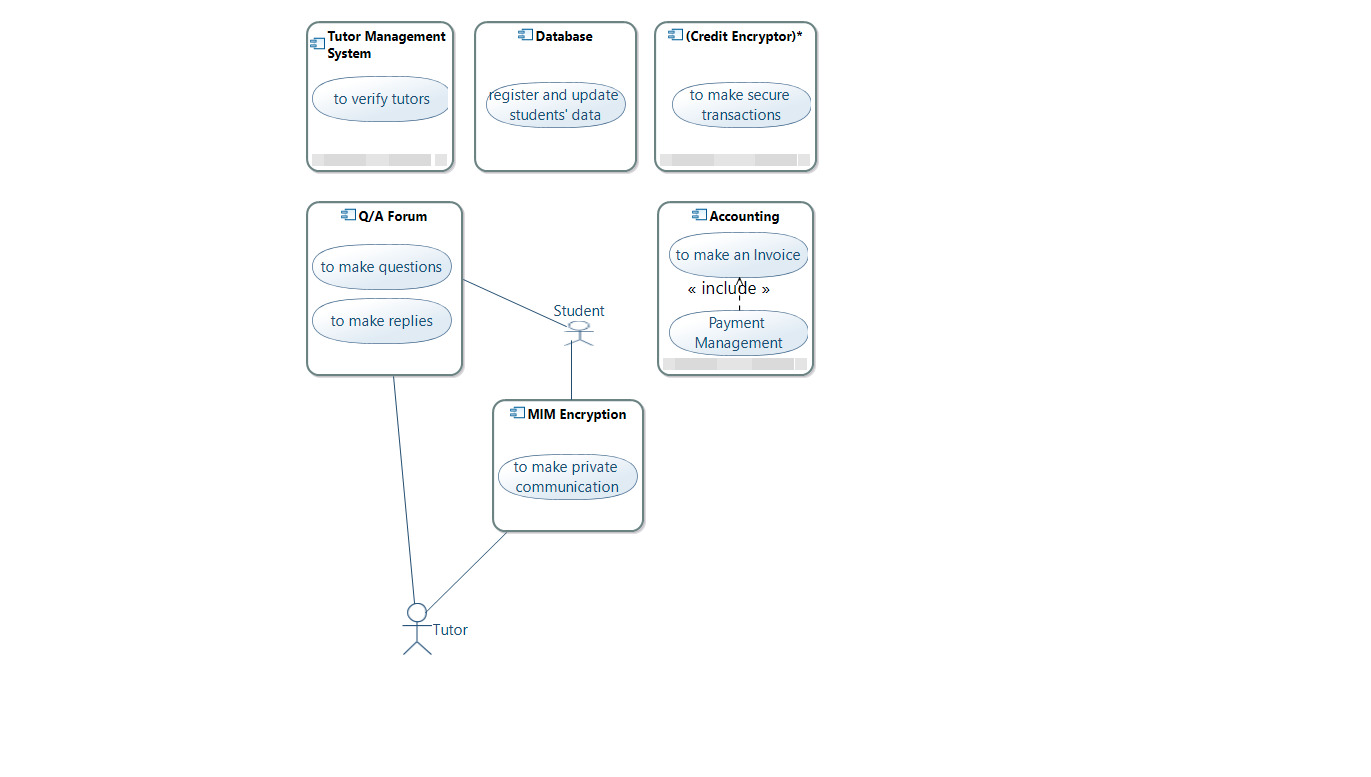 Tutor Management
System
to verify tutors
Database
register and update
students' data
(Credit Encryptor)*
to make secure
transactions
Q/A Forum
to make questions
to make replies
Student
Accounting
to make an Invoice
« include »
Payment
Management
MIM Encryption
to make private
communication
Tutor